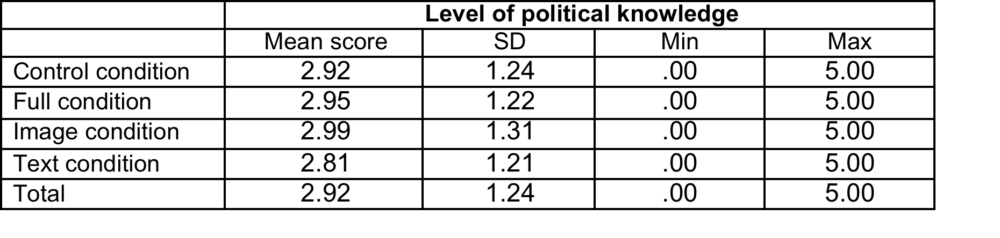 Level of political knowledge
Mean score SD Min Max
Control condition 2.92 1.24 .00 5.00
Full condition 2.95 1.22 .00 5.00
Image condition 2.99 1.31 .00 5.00
Text condition 2.81 1.21 .00 5.00
Total 2.92 1.24 .00 5.00